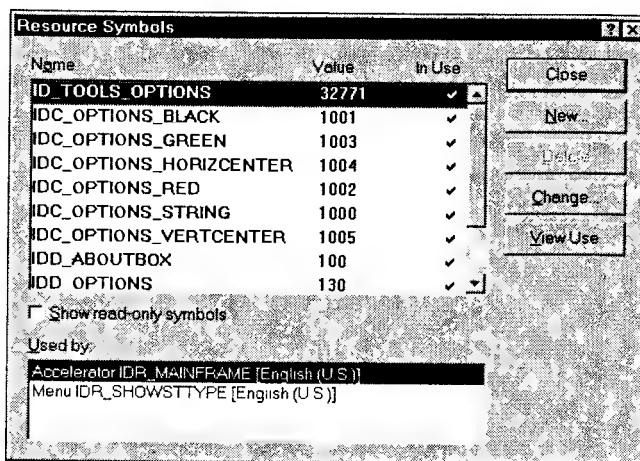 Resource Symbols
Name Value In Use
ID_TOOLS_OPTIONS 32771
IDC_OPTIONS_BLACK 1001
IDC_OPTIONS_GREEN 1003
IDC_OPTIONS_HORIZCENTER 1004
IDC_OPTIONS_RED 1002
IDC_OPTIONS_STRING 1000
IDC_OPTIONS_VERTCENTER 1005
IDD_ABOUTBOX 100
IDD_OPTIONS 130
Close
New...
Delete
Change...
View Use
Show read-only symbols
Used by:
Accelerator IDR_MAINFRAME [English (U.S.)]
Menu IDR_SHOWSTTYPE [English (U.S.)]